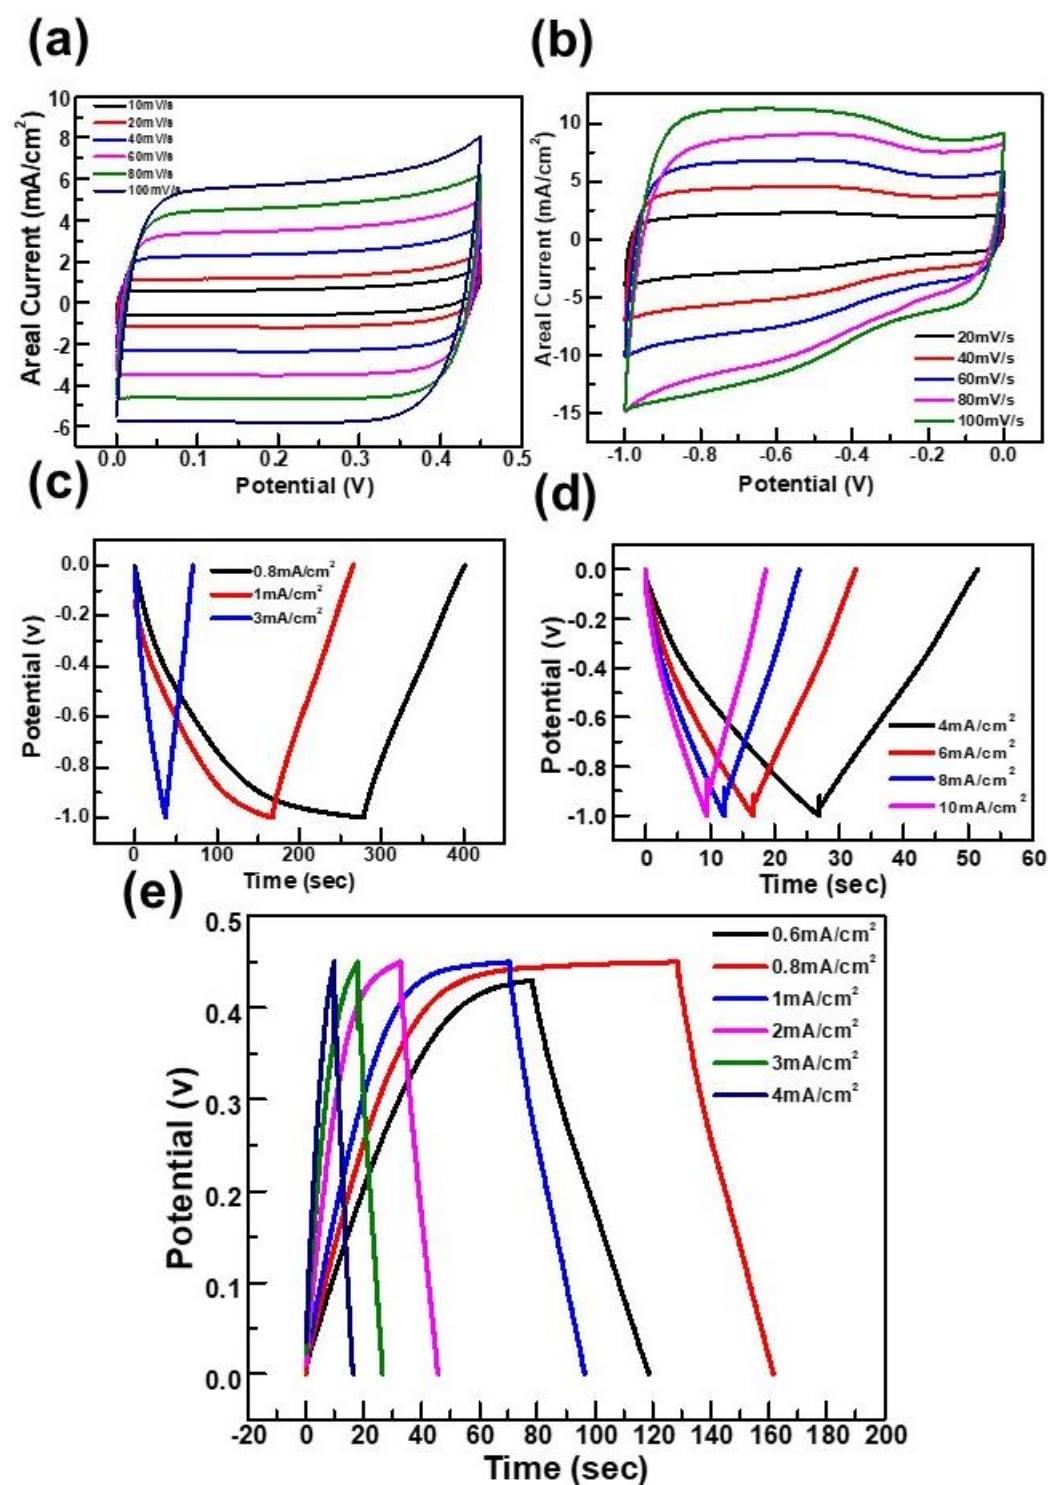 (a)
10
8
6
4
2
0
-2
-4
-6
Areal Current (mA/cm²)
10mV/s
20mV/s
40mV/s
60mV/s
80mV/s
100mV/s
0.0 0.1 0.2 0.3 0.4 0.5
Potential (V)
(b)
10
5
0
-5
-10
-15
Areal Current (mA/cm²)
20mV/s
40mV/s
60mV/s
80mV/s
100mV/s
-1.0 -0.8 -0.6 -0.4 -0.2 0.0
Potential (V)
(c)
0.0
-0.2
-0.4
-0.6
-0.8
-1.0
Potential (v)
0.8mA/cm²
1mA/cm²
3mA/cm²
0 100 200 300 400
Time (sec)
(d)
0.0
-0.2
-0.4
-0.6
-0.8
-1.0
Potential (v)
4mA/cm²
6mA/cm²
8mA/cm²
10mA/cm²
0 10 20 30 40 50 60
Time (sec)
(e)
0.5
0.4
0.3
0.2
0.1
0.0
Potential (v)
0.6mA/cm²
0.8mA/cm²
1mA/cm²
2mA/cm²
3mA/cm²
4mA/cm²
-20 0 20 40 60 80 100 120 140 160 180 200
Time (sec)